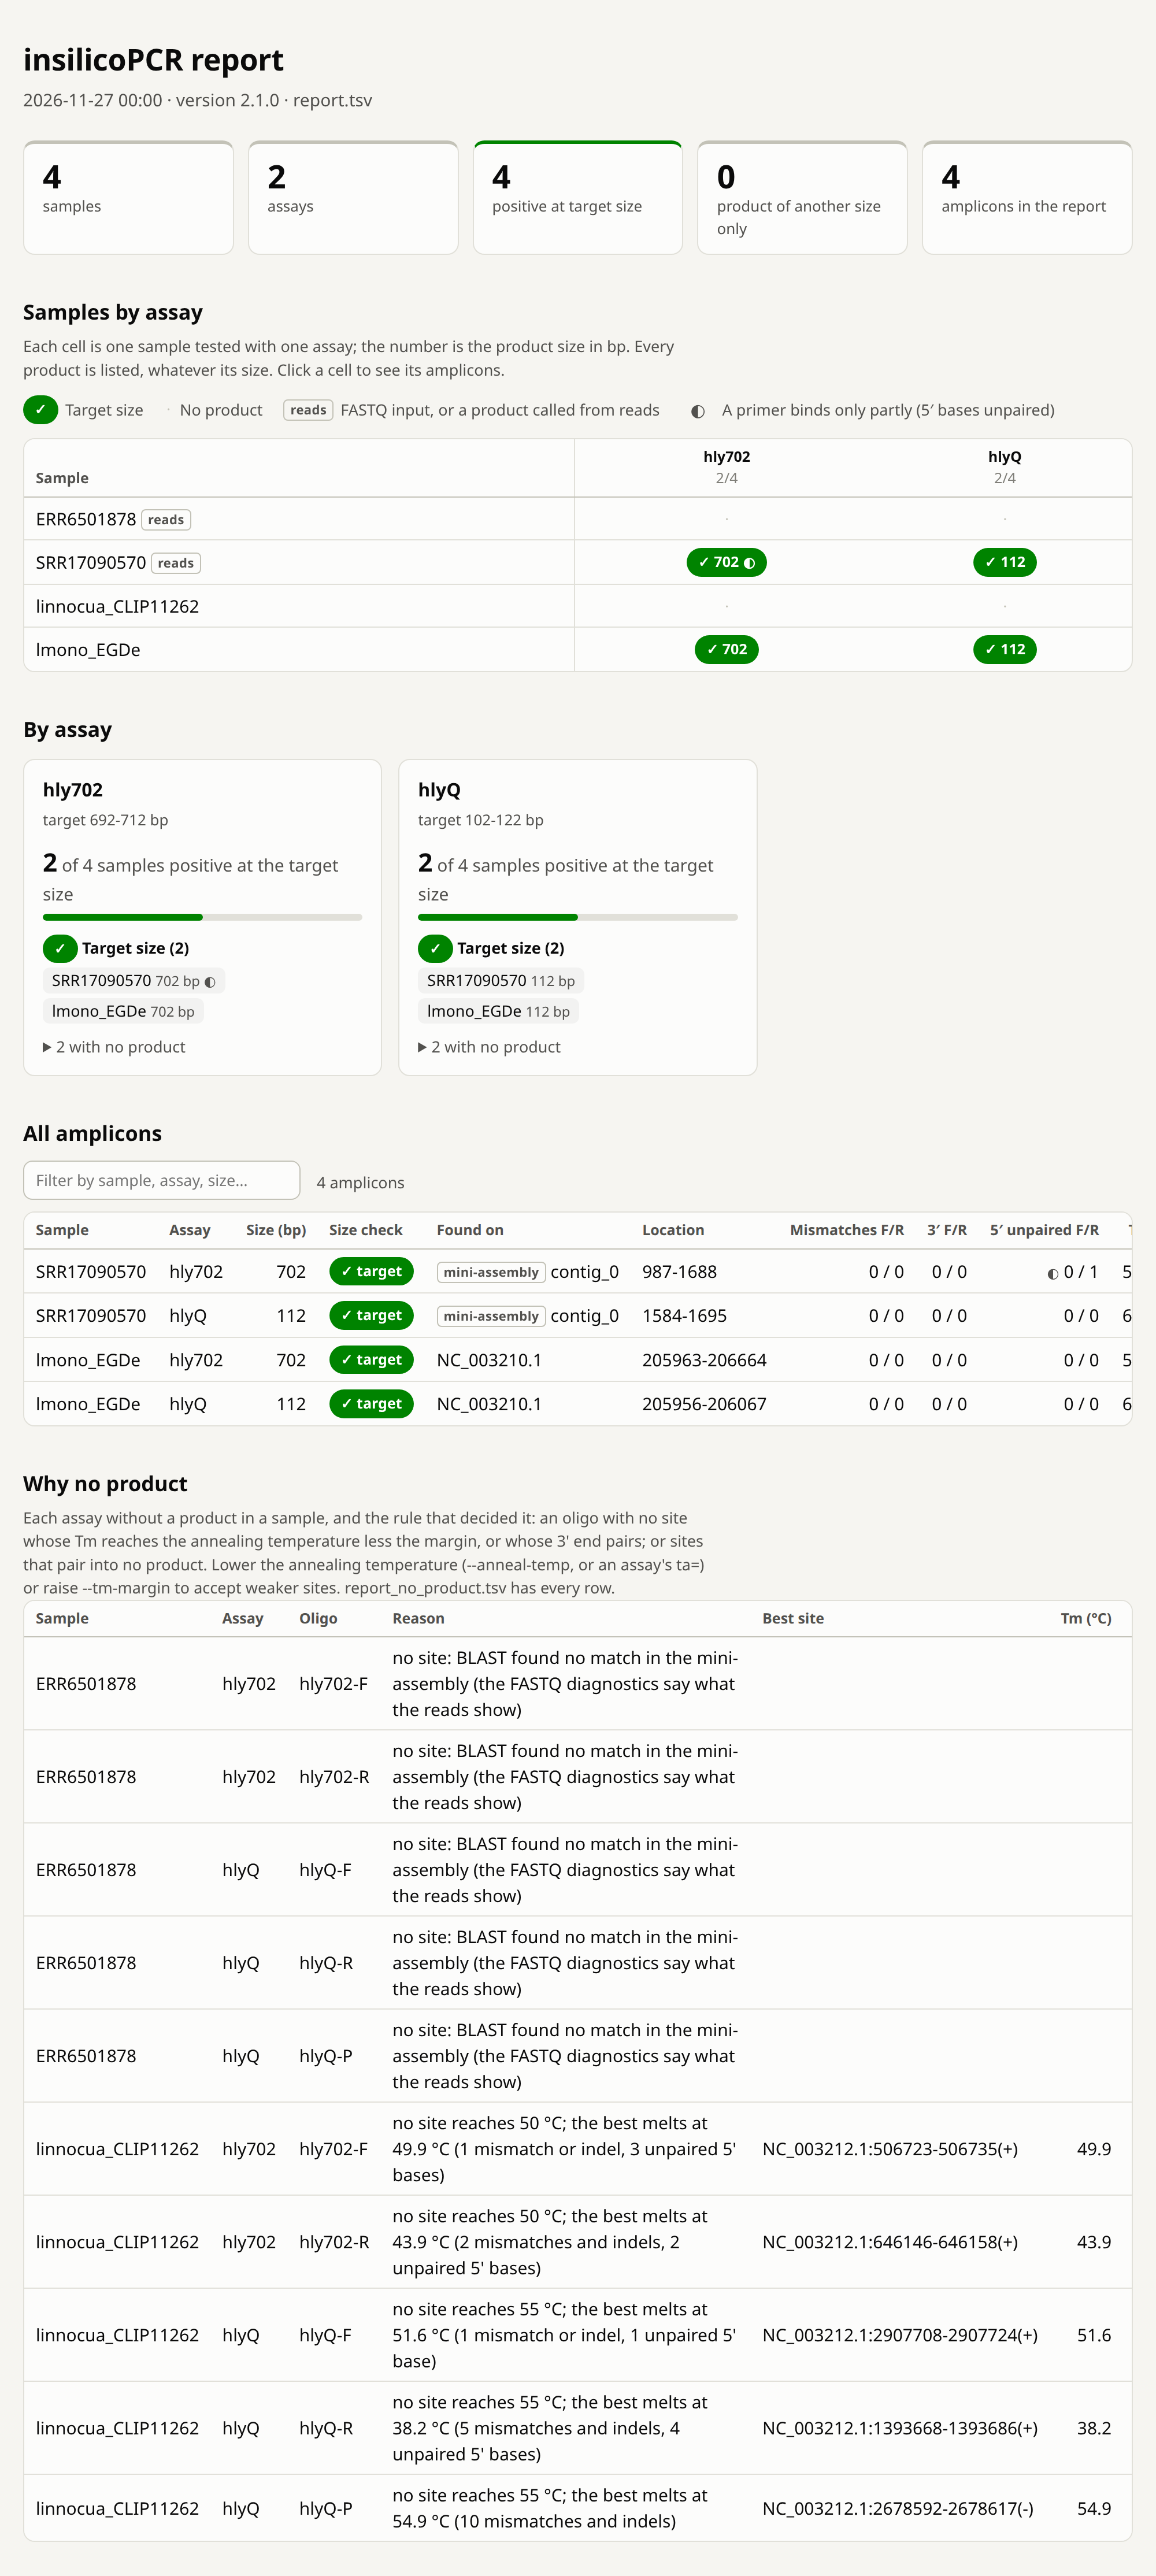 insilicoPCR report
2026-11-27 00:00 · version 2.1.0 · report.tsv
4
samples
2
assays
4
positive at target size
0
product of another size
only
4
amplicons in the report
Samples by assay
Each cell is one sample tested with one assay; the number is the product size in bp. Every
product is listed, whatever its size. Click a cell to see its amplicons.
✓ Target size · No product reads FASTQ input, or a product called from reads ◐ A primer binds only partly (5′ bases unpaired)
Sample hly702 2/4 hlyQ 2/4
ERR6501878 reads · ·
SRR17090570 reads ✓ 702 ◐ ✓ 112
linnocua_CLIP11262 · ·
lmono_EGDe ✓ 702 ✓ 112
By assay
hly702
target 692-712 bp
2 of 4 samples positive at the target
size
✓ Target size (2)
SRR17090570 702 bp ◐
lmono_EGDe 702 bp
▶ 2 with no product
hlyQ
target 102-122 bp
2 of 4 samples positive at the target
size
✓ Target size (2)
SRR17090570 112 bp
lmono_EGDe 112 bp
▶ 2 with no product
All amplicons
Filter by sample, assay, size... 4 amplicons
Sample Assay Size (bp) Size check Found on Location Mismatches F/R 3′ F/R 5′ unpaired F/R
SRR17090570 hly702 702 ✓ target mini-assembly contig_0 987-1688 0 / 0 0 / 0 ◐ 0 / 1 5
SRR17090570 hlyQ 112 ✓ target mini-assembly contig_0 1584-1695 0 / 0 0 / 0 0 / 0 6
lmono_EGDe hly702 702 ✓ target NC_003210.1 205963-206664 0 / 0 0 / 0 0 / 0 5
lmono_EGDe hlyQ 112 ✓ target NC_003210.1 205956-206067 0 / 0 0 / 0 0 / 0 6
Why no product
Each assay without a product in a sample, and the rule that decided it: an oligo with no site
whose Tm reaches the annealing temperature less the margin, or whose 3' end pairs; or sites
that pair into no product. Lower the annealing temperature (--anneal-temp, or an assay's ta=)
or raise --tm-margin to accept weaker sites. report_no_product.tsv has every row.
Sample Assay Oligo Reason Best site Tm (°C)
ERR6501878 hly702 hly702-F no site: BLAST found no match in the mini-
assembly (the FASTQ diagnostics say what
the reads show)
ERR6501878 hly702 hly702-R no site: BLAST found no match in the mini-
assembly (the FASTQ diagnostics say what
the reads show)
ERR6501878 hlyQ hlyQ-F no site: BLAST found no match in the mini-
assembly (the FASTQ diagnostics say what
the reads show)
ERR6501878 hlyQ hlyQ-R no site: BLAST found no match in the mini-
assembly (the FASTQ diagnostics say what
the reads show)
ERR6501878 hlyQ hlyQ-P no site: BLAST found no match in the mini-
assembly (the FASTQ diagnostics say what
the reads show)
linnocua_CLIP11262 hly702 hly702-F no site reaches 50 °C; the best melts at
49.9 °C (1 mismatch or indel, 3 unpaired 5'
bases) NC_003212.1:506723-506735(+) 49.9
linnocua_CLIP11262 hly702 hly702-R no site reaches 50 °C; the best melts at
43.9 °C (2 mismatches and indels, 2
unpaired 5' bases) NC_003212.1:646146-646158(+) 43.9
linnocua_CLIP11262 hlyQ hlyQ-F no site reaches 55 °C; the best melts at
51.6 °C (1 mismatch or indel, 1 unpaired 5'
base) NC_003212.1:2907708-2907724(+) 51.6
linnocua_CLIP11262 hlyQ hlyQ-R no site reaches 55 °C; the best melts at
38.2 °C (5 mismatches and indels, 4
unpaired 5' bases) NC_003212.1:1393668-1393686(+) 38.2
linnocua_CLIP11262 hlyQ hlyQ-P no site reaches 55 °C; the best melts at
54.9 °C (10 mismatches and indels) NC_003212.1:2678592-2678617(-) 54.9